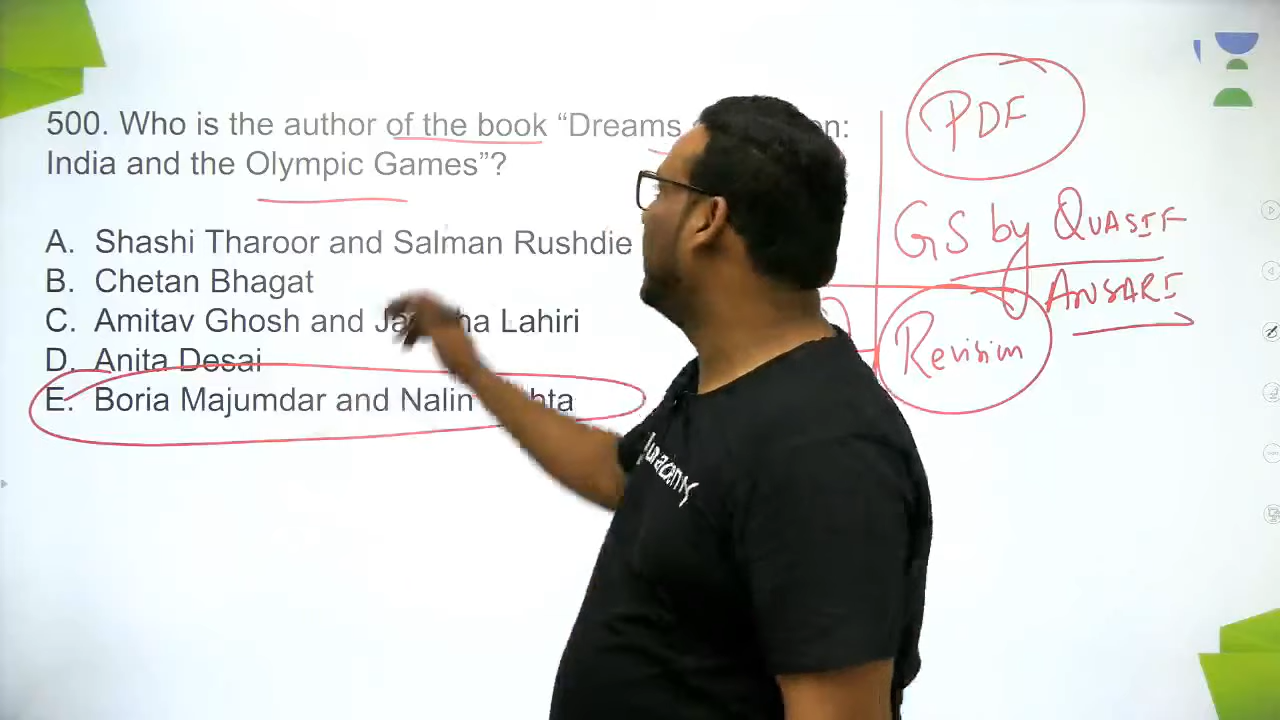 500. Who is the author of the book “Dreams n:
India and the Olympic Games”?
A. Shashi Tharoor and Salman Rushdie
B. Chetan Bhagat
C. Amitav Ghosh and Lahiri
D. Anita Desai
E. Boria Majumdar and Nalin
PDF
GS by QUASIF
ANSARI
Revision